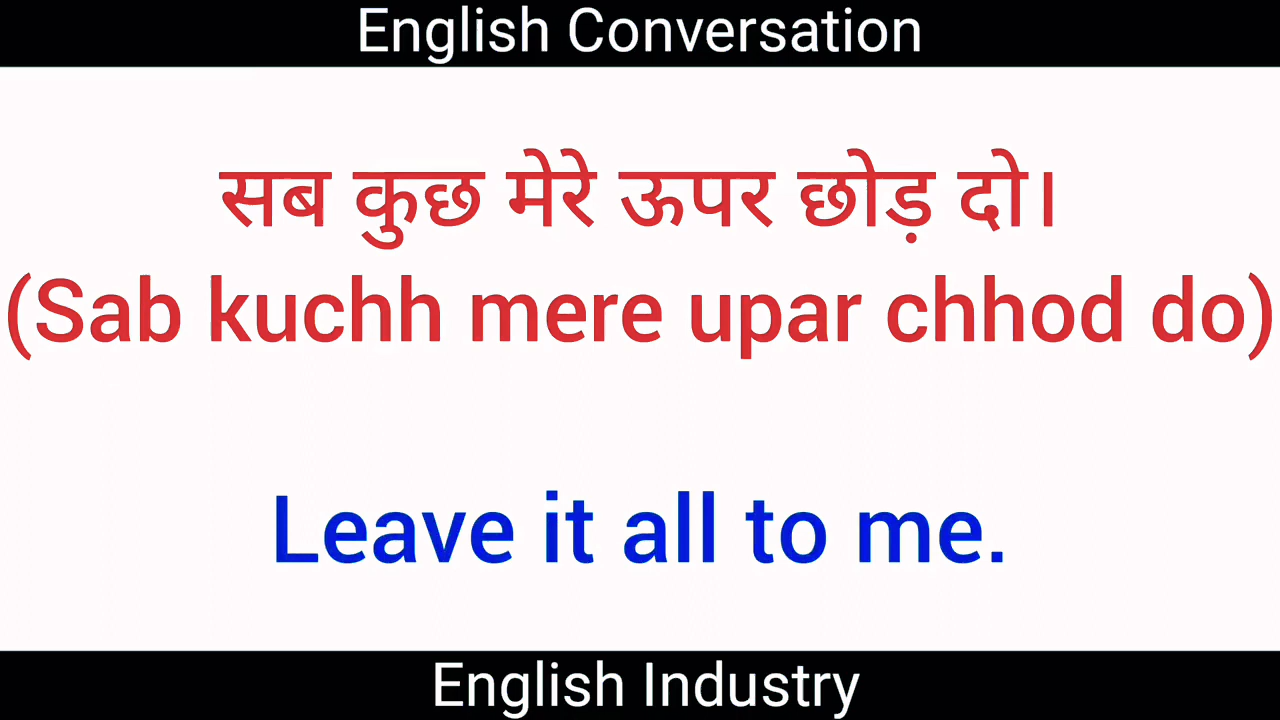 English Conversation
सब कुछ मेरे ऊपर छोड़ दो।
(Sab kuchh mere upar chhod do)
Leave it all to me.
English Industry